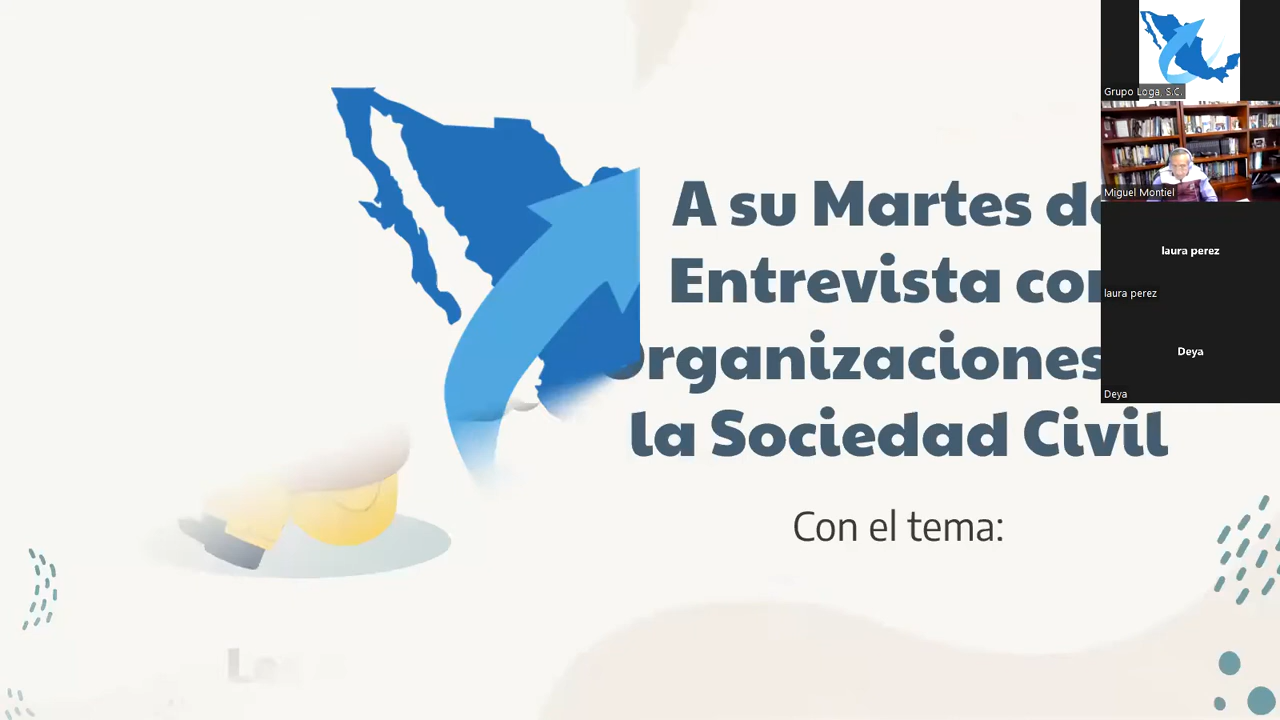 A su Martes de
Entrevista con
Organizaciones
la Sociedad Civil
Con el tema:
Grupo Loga, S.C.
Miguel Montiel
laura perez
laura perez
Deya
Deya